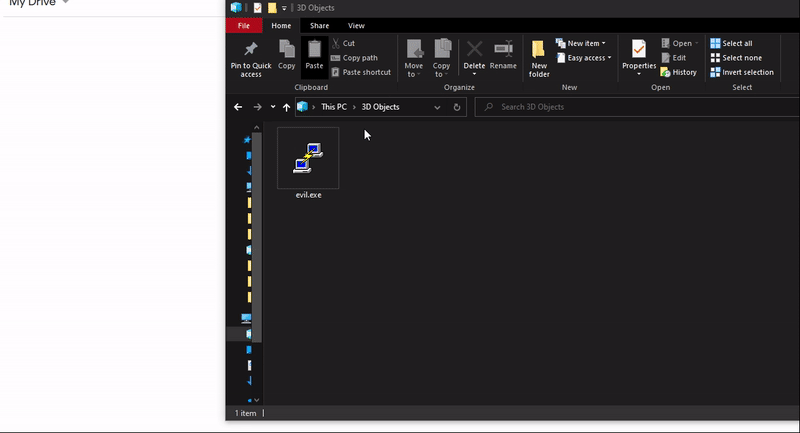 My Drive
3D Objects
File Home Share View
Pin to Quick access
Copy
Paste
Cut
Copy path
Paste shortcut
Clipboard
Move to
Copy to
Delete
Rename
Organize
New folder
New item
Easy access
New
Properties
Open
Edit
History
Open
Select all
Select none
Invert selection
Select
This PC 3D Objects
Search 3D Objects
evil.exe
1 item